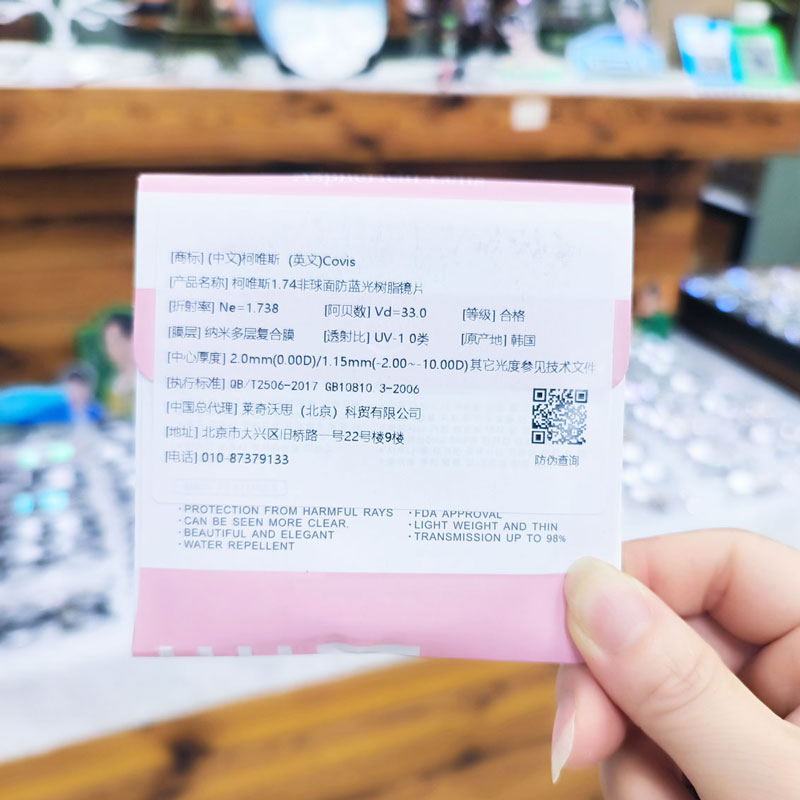 [商标] (中文)柯唯斯 (英文)Covis
[产品名称] 柯唯斯1.74非球面防蓝光树脂镜片
[折射率] Ne=1.738 [阿贝数] Vd=33.0 [等级] 合格
[膜层] 纳米多层复合膜 [透射比] UV-1 0类 [原产地] 韩国
[中心厚度] 2.0mm(0.00D)/1.15mm(-2.00~-10.00D)其它光度参见技术文件
[执行标准] QB/T2506-2017 GB10810 3-2006
[中国总代理] 莱奇沃思（北京）科贸有限公司
[地址] 北京市大兴区旧桥路一号22号楼9楼
[电话] 010-87379133
防伪查询
·PROTECTION FROM HARMFUL RAYS
·CAN BE SEEN MORE CLEAR.
·BEAUTIFUL AND ELEGANT
·WATER REPELLENT
·FDA APPROVAL
·LIGHT WEIGHT AND THIN
·TRANSMISSION UP TO 98%